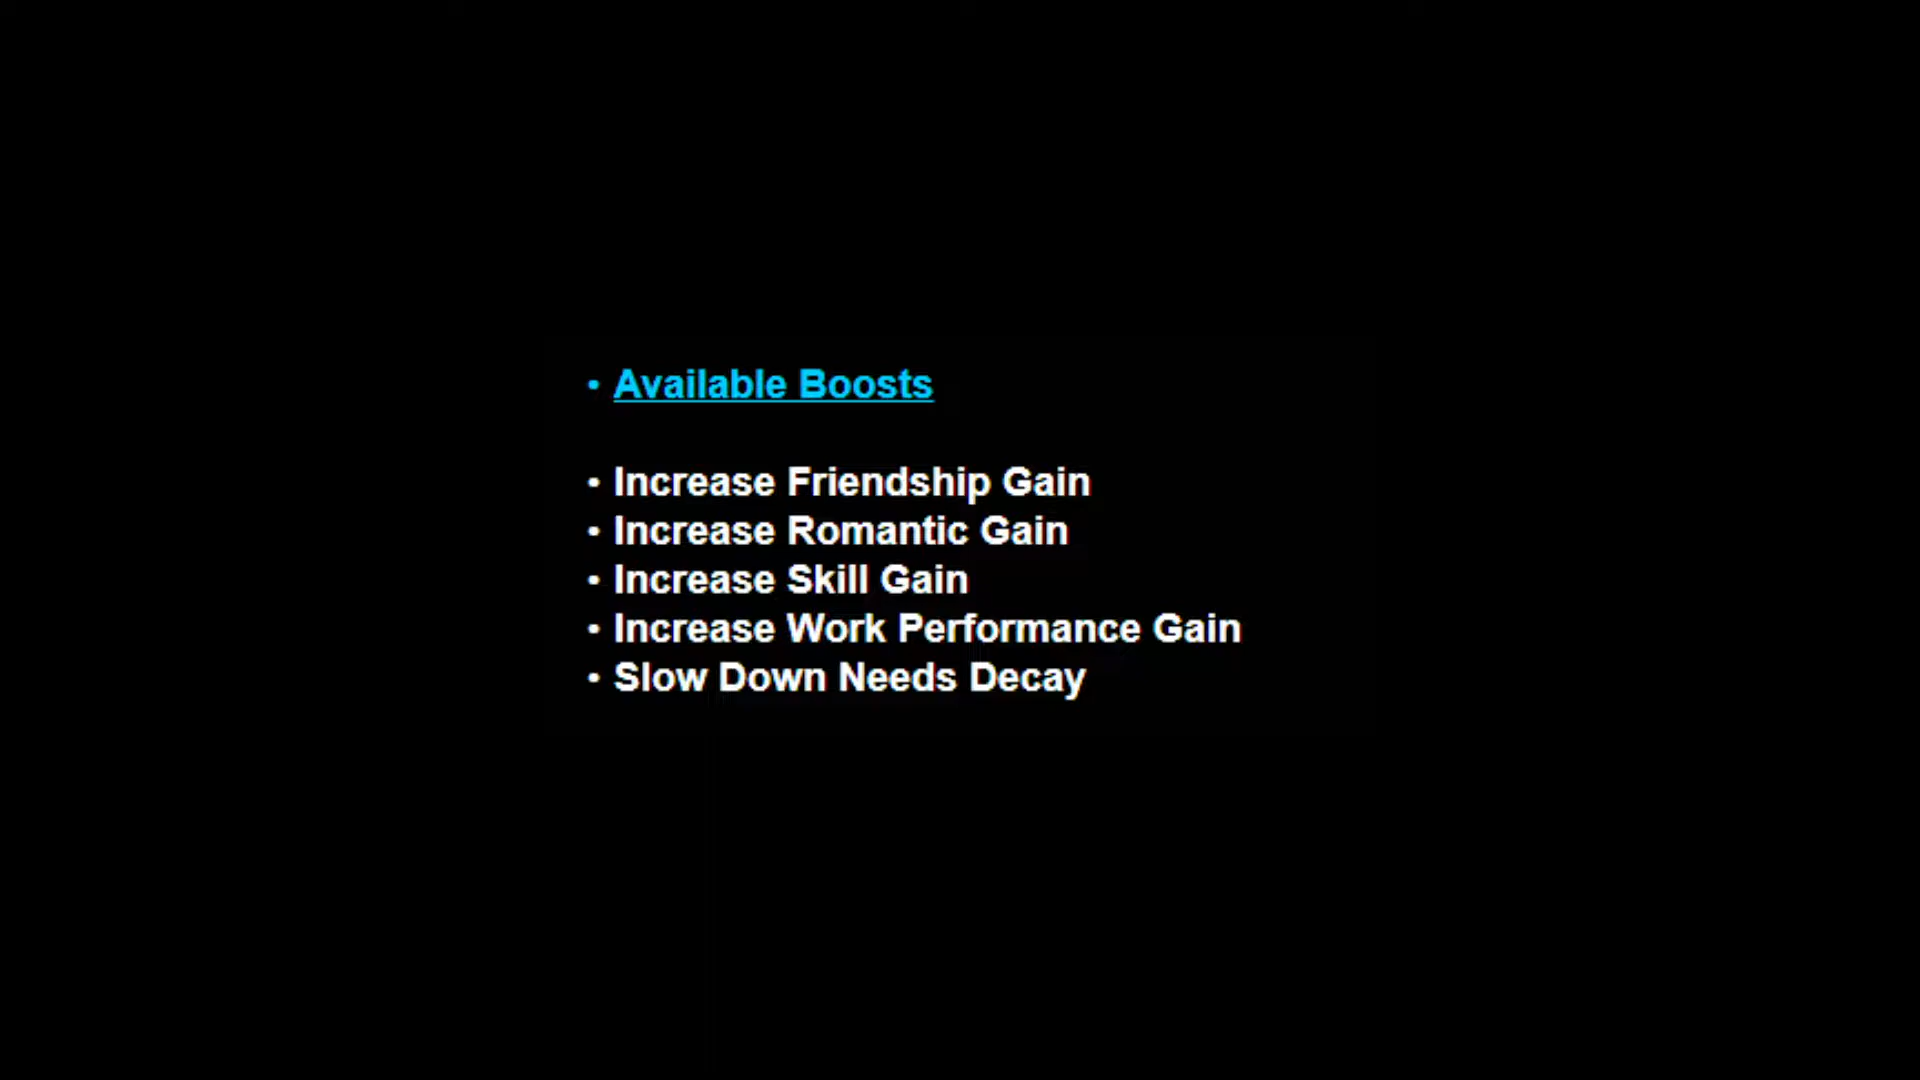 • Available Boosts
• Increase Friendship Gain
• Increase Romantic Gain
• Increase Skill Gain
• Increase Work Performance Gain
• Slow Down Needs Decay